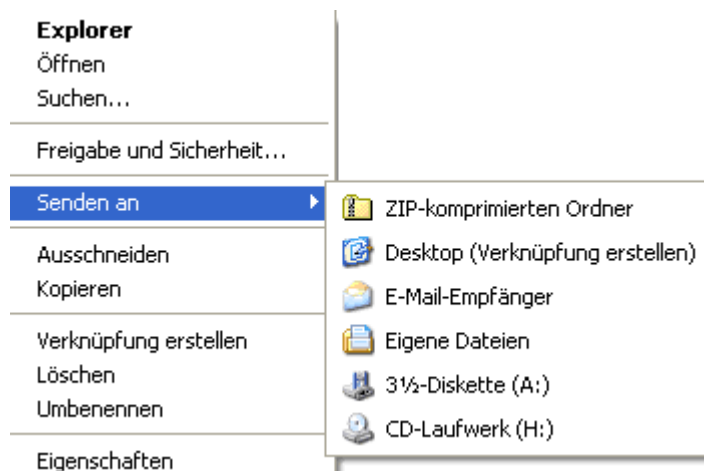 Explorer
Öffnen
Suchen...
Freigabe und Sicherheit...
Senden an
Ausschneiden
Kopieren
Verknüpfung erstellen
Löschen
Umbenennen
Eigenschaften
ZIP-komprimierten Ordner
Desktop (Verknüpfung erstellen)
E-Mail-Empfänger
Eigene Dateien
3½-Diskette (A:)
CD-Laufwerk (H:)